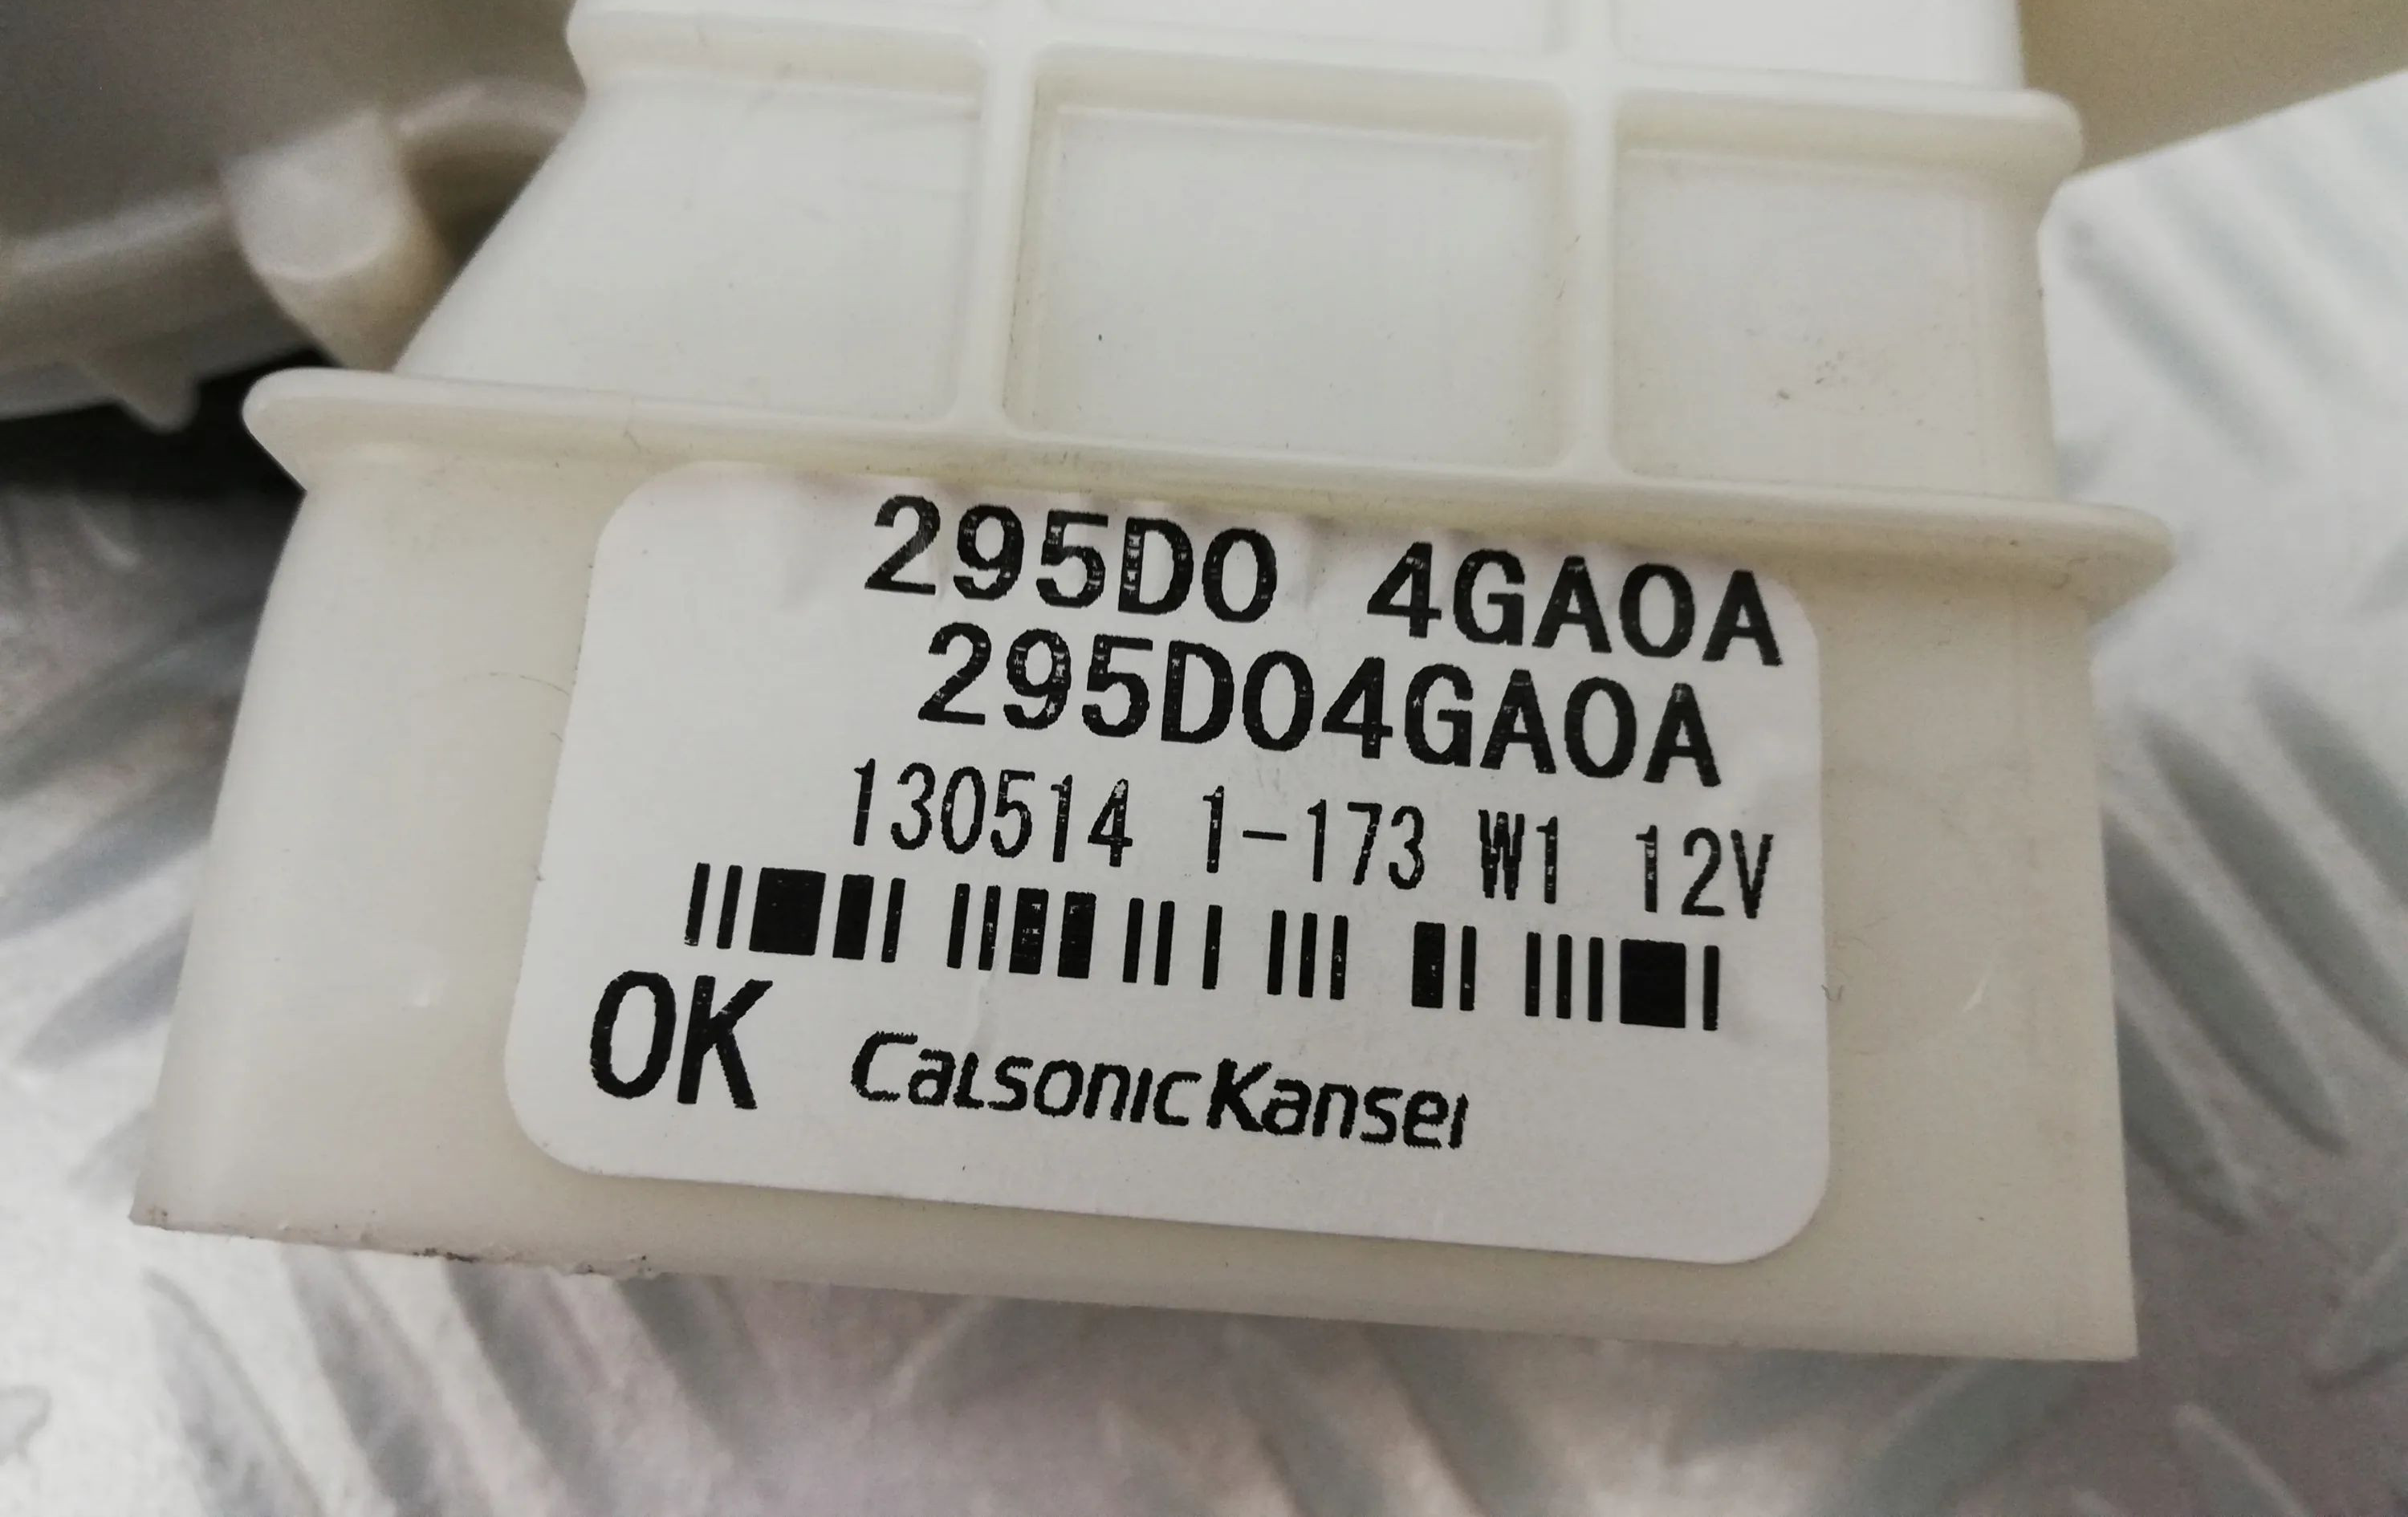 295D0 4GA0A
295D04GA0A
130514 1-173 W1 12V
OK CalsonicKansei